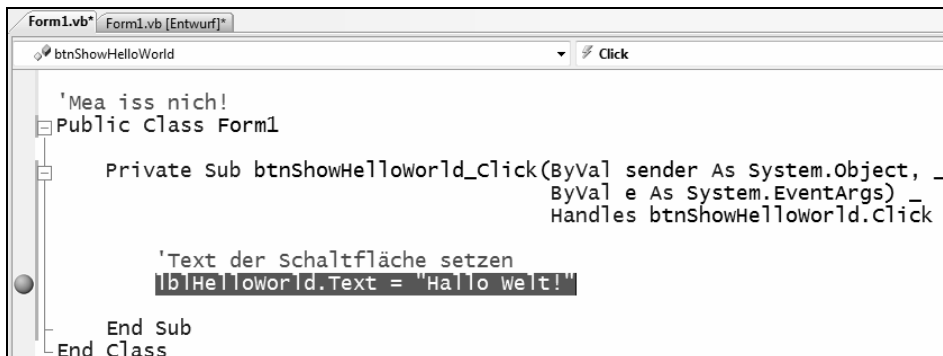 Form1.vb* Form1.vb [Entwurf]*
btnShowHelloWorld Click
'Mea iss nich!
Public Class Form1
Private Sub btnShowHelloWorld_Click(ByVal sender As System.Object, _
ByVal e As System.EventArgs) _
Handles btnShowHelloWorld.Click
'Text der Schaltfläche setzen
lblHelloWorld.Text = "Hallo Welt!"
End Sub
End Class